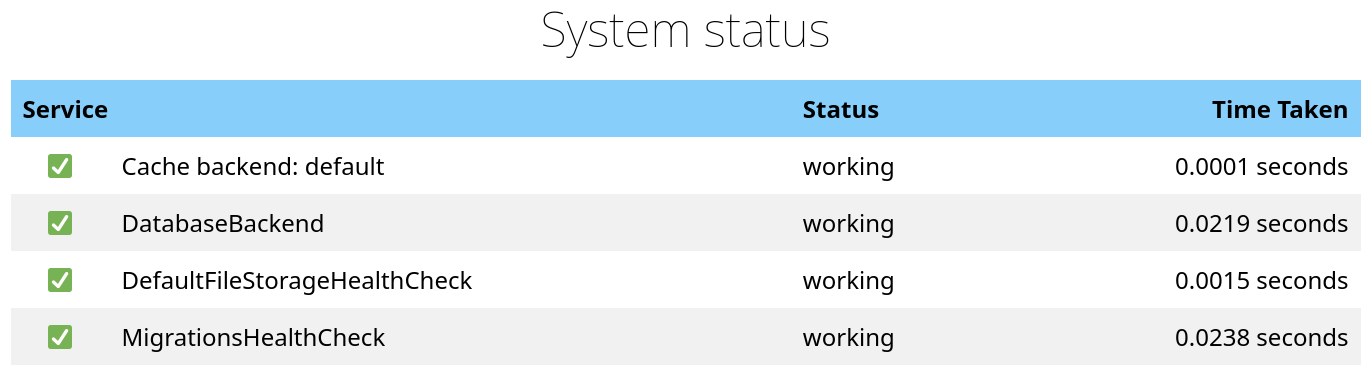 System status
Service Status Time Taken
Cache backend: default working 0.0001 seconds
DatabaseBackend working 0.0219 seconds
DefaultFileStorageHealthCheck working 0.0015 seconds
MigrationsHealthCheck working 0.0238 seconds